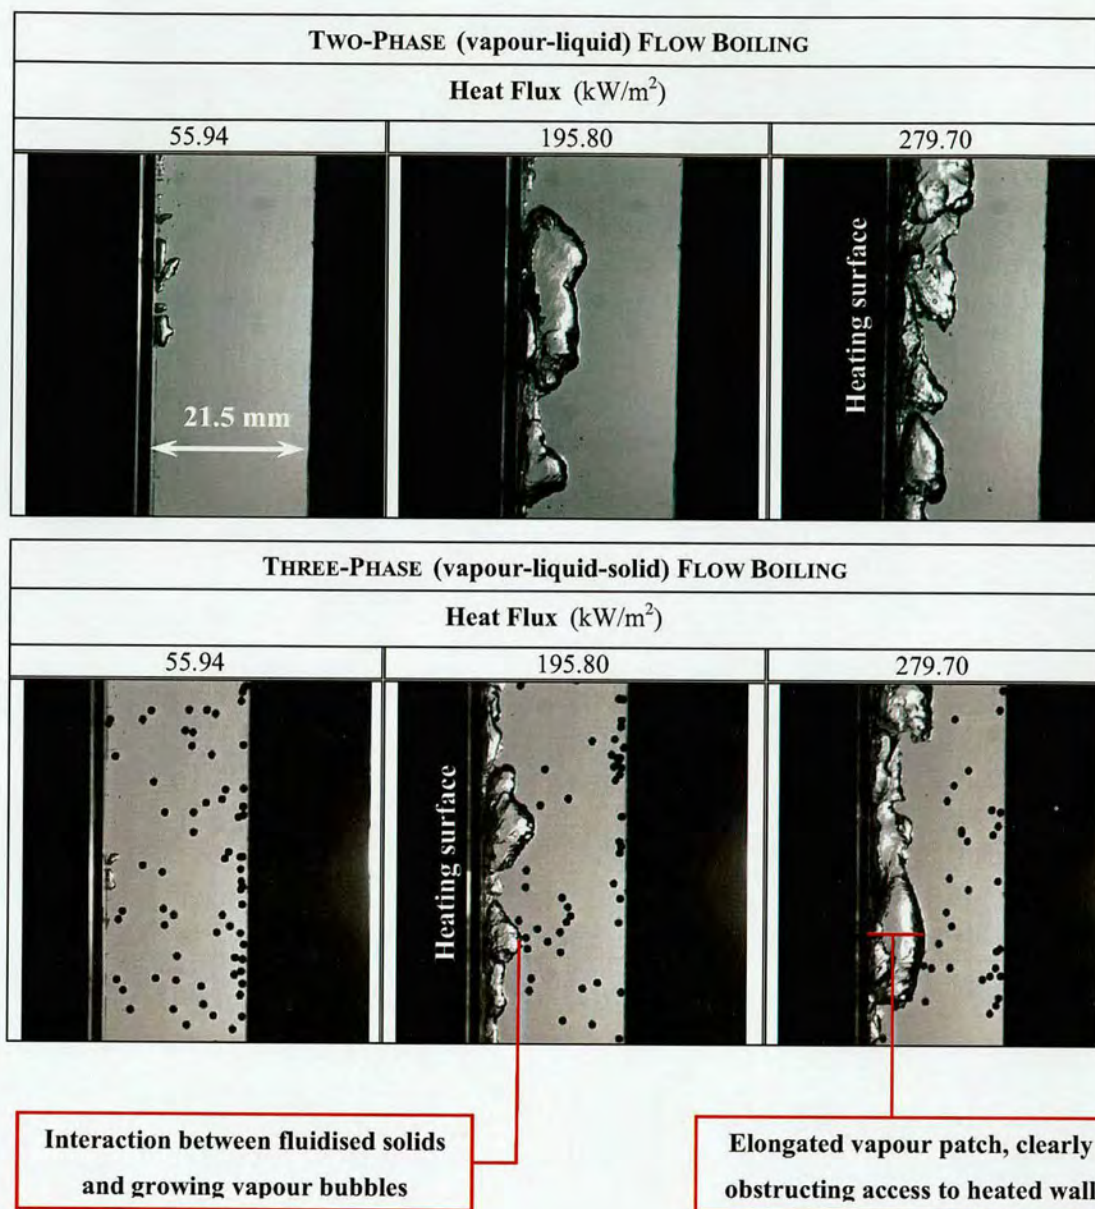 TWO-PHASE (vapour-liquid) FLOW BOILING
Heat Flux (kW/m²)
55.94 195.80 279.70
21.5 mm
Heating surface
THREE-PHASE (vapour-liquid-solid) FLOW BOILING
Heat Flux (kW/m²)
55.94 195.80 279.70
Heating surface
Interaction between fluidised solids
and growing vapour bubbles
Elongated vapour patch, clearly
obstructing access to heated wall